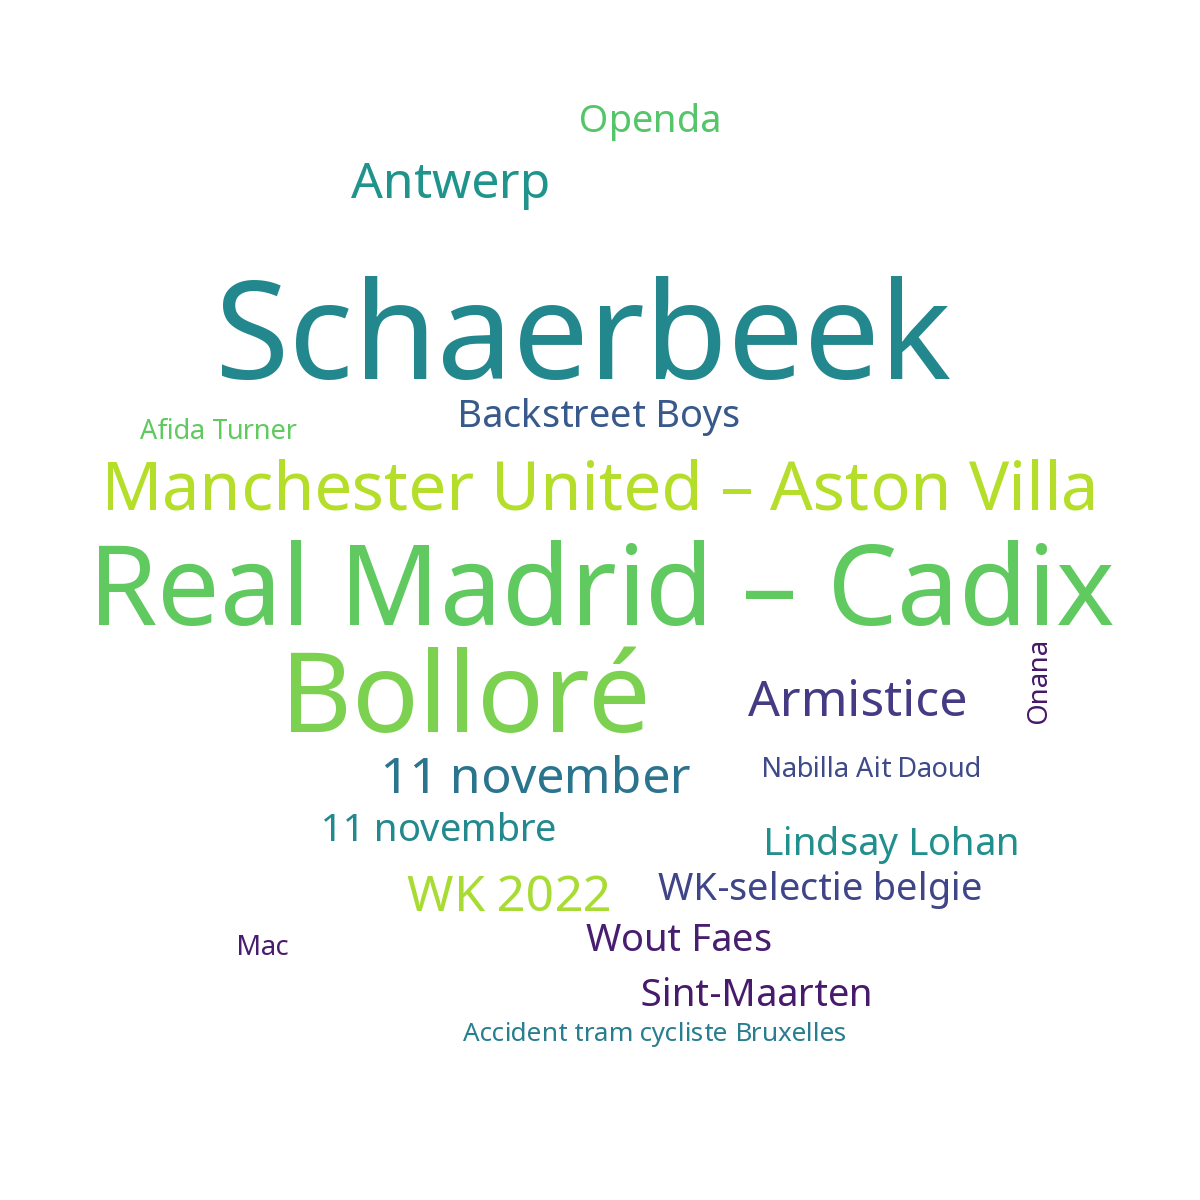 Openda
Antwerp
Schaerbeek
Backstreet Boys
Afida Turner
Manchester United – Aston Villa
Real Madrid – Cadix
Bolloré
Armistice
Onana
11 november
Nabilla Ait Daoud
11 novembre
Lindsay Lohan
WK 2022
WK-selectie belgie
Wout Faes
Mac
Sint-Maarten
Accident tram cycliste Bruxelles